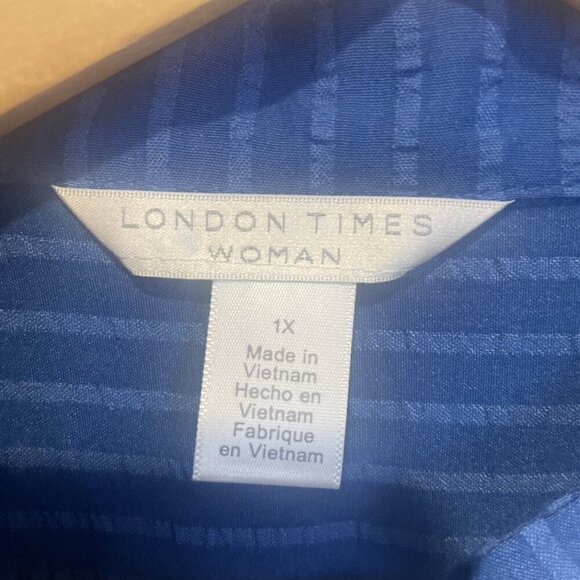 LONDON TIMES
WOMAN
1X
Made in
Vietnam
Hecho en
Vietnam
Fabrique
en Vietnam